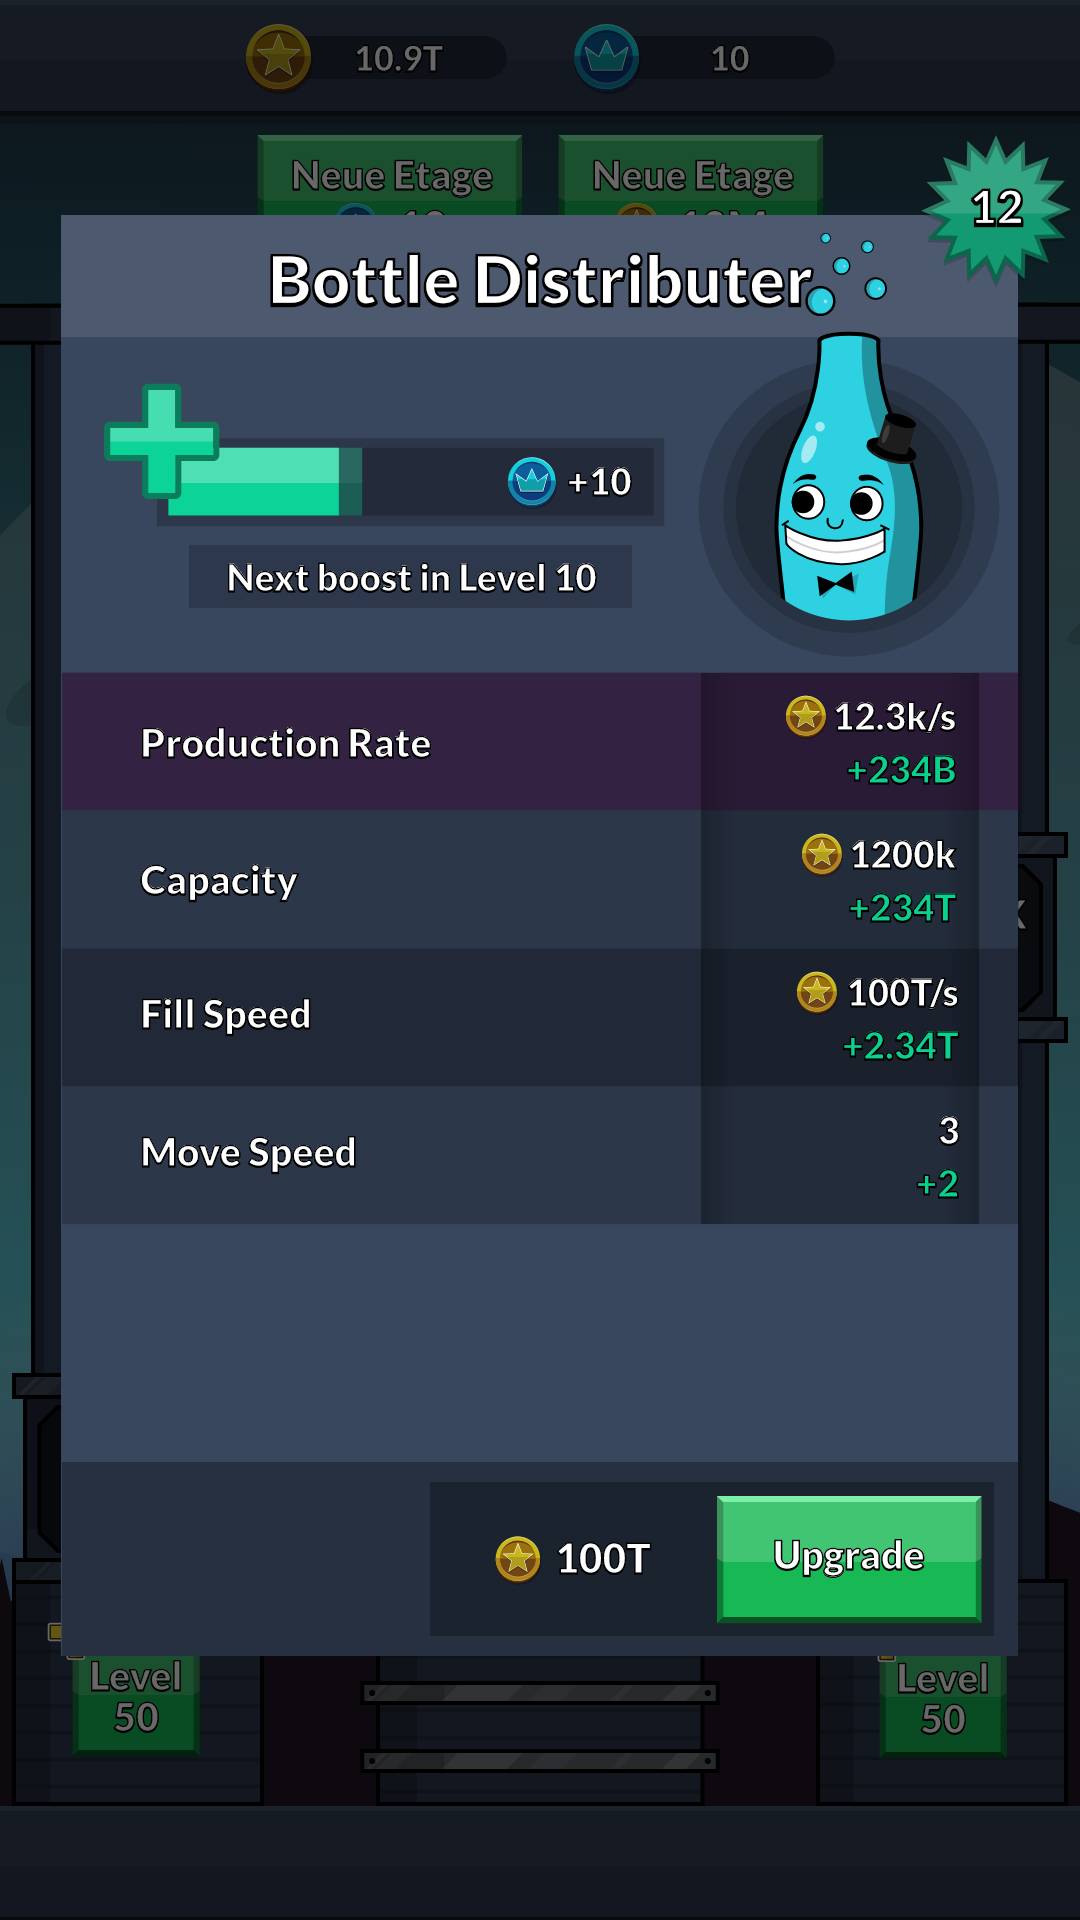 10.9T 10
Neue Etage Neue Etage
12
Bottle Distributer
+10
Next boost in Level 10
Production Rate
12.3k/s
+234B
Capacity
1200k
+234T
Fill Speed
100T/s
+2.34T
Move Speed
3
+2
100T Upgrade
Level Level
50 50